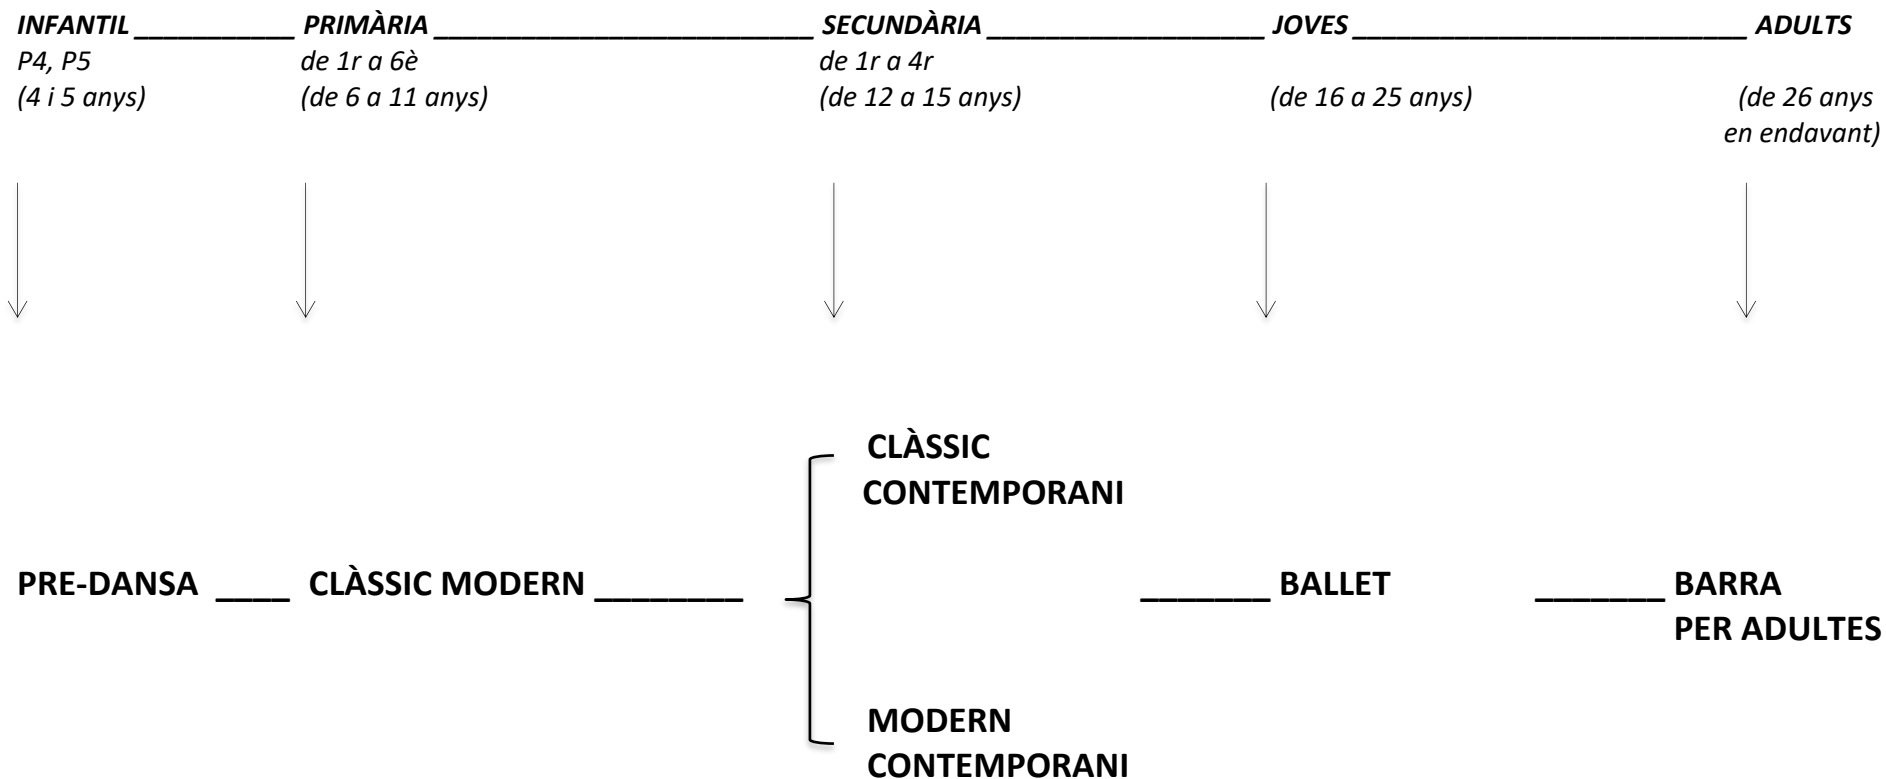 INFANTIL ___________ PRIMÀRIA __________________________ SECUNDÀRIA ___________________ JOVES ___________________________ ADULTS
P4, P5 de 1r a 6è de 1r a 4r
(4 i 5 anys) (de 6 a 11 anys) (de 12 a 15 anys) (de 16 a 25 anys) (de 26 anys
en endavant)
CLÀSSIC
CONTEMPORANI
PRE-DANSA ____ CLÀSSIC MODERN ________ _______ BALLET _______ BARRA
PER ADULTES
MODERN
CONTEMPORANI